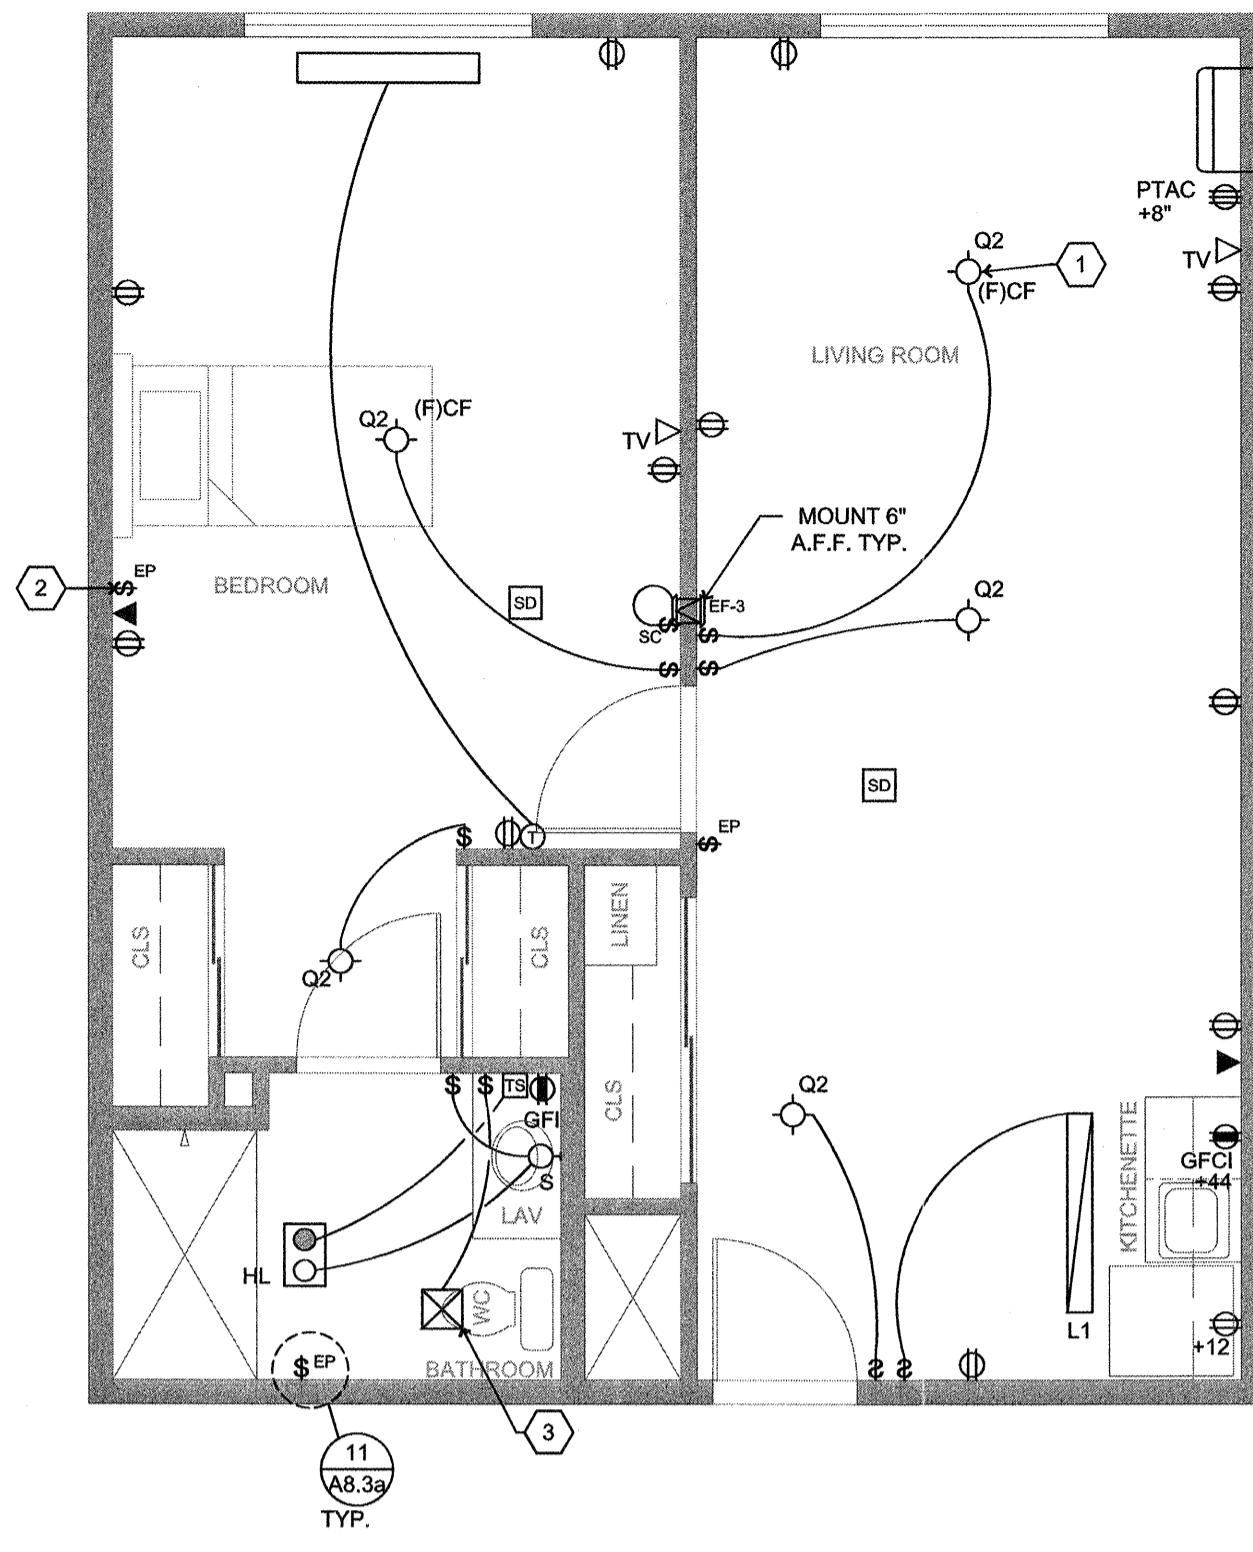 PTAC
+8"
Q2
1
TV
(F)CF
LIVING ROOM
(F)CF
Q2
TV
MOUNT 6"
A.F.F. TYP.
2
EP
BEDROOM
SD
EF-3
Q2
SC
SD
T
EP
CLS
CLS
LINEN
Q2
TS
Q2
GFI
CLS
KITCHENETTE
GFCI
+44
S
LAV
HL
WC
L1
+12
EP
BATHROOM
3
11
A8.3a
TYP.